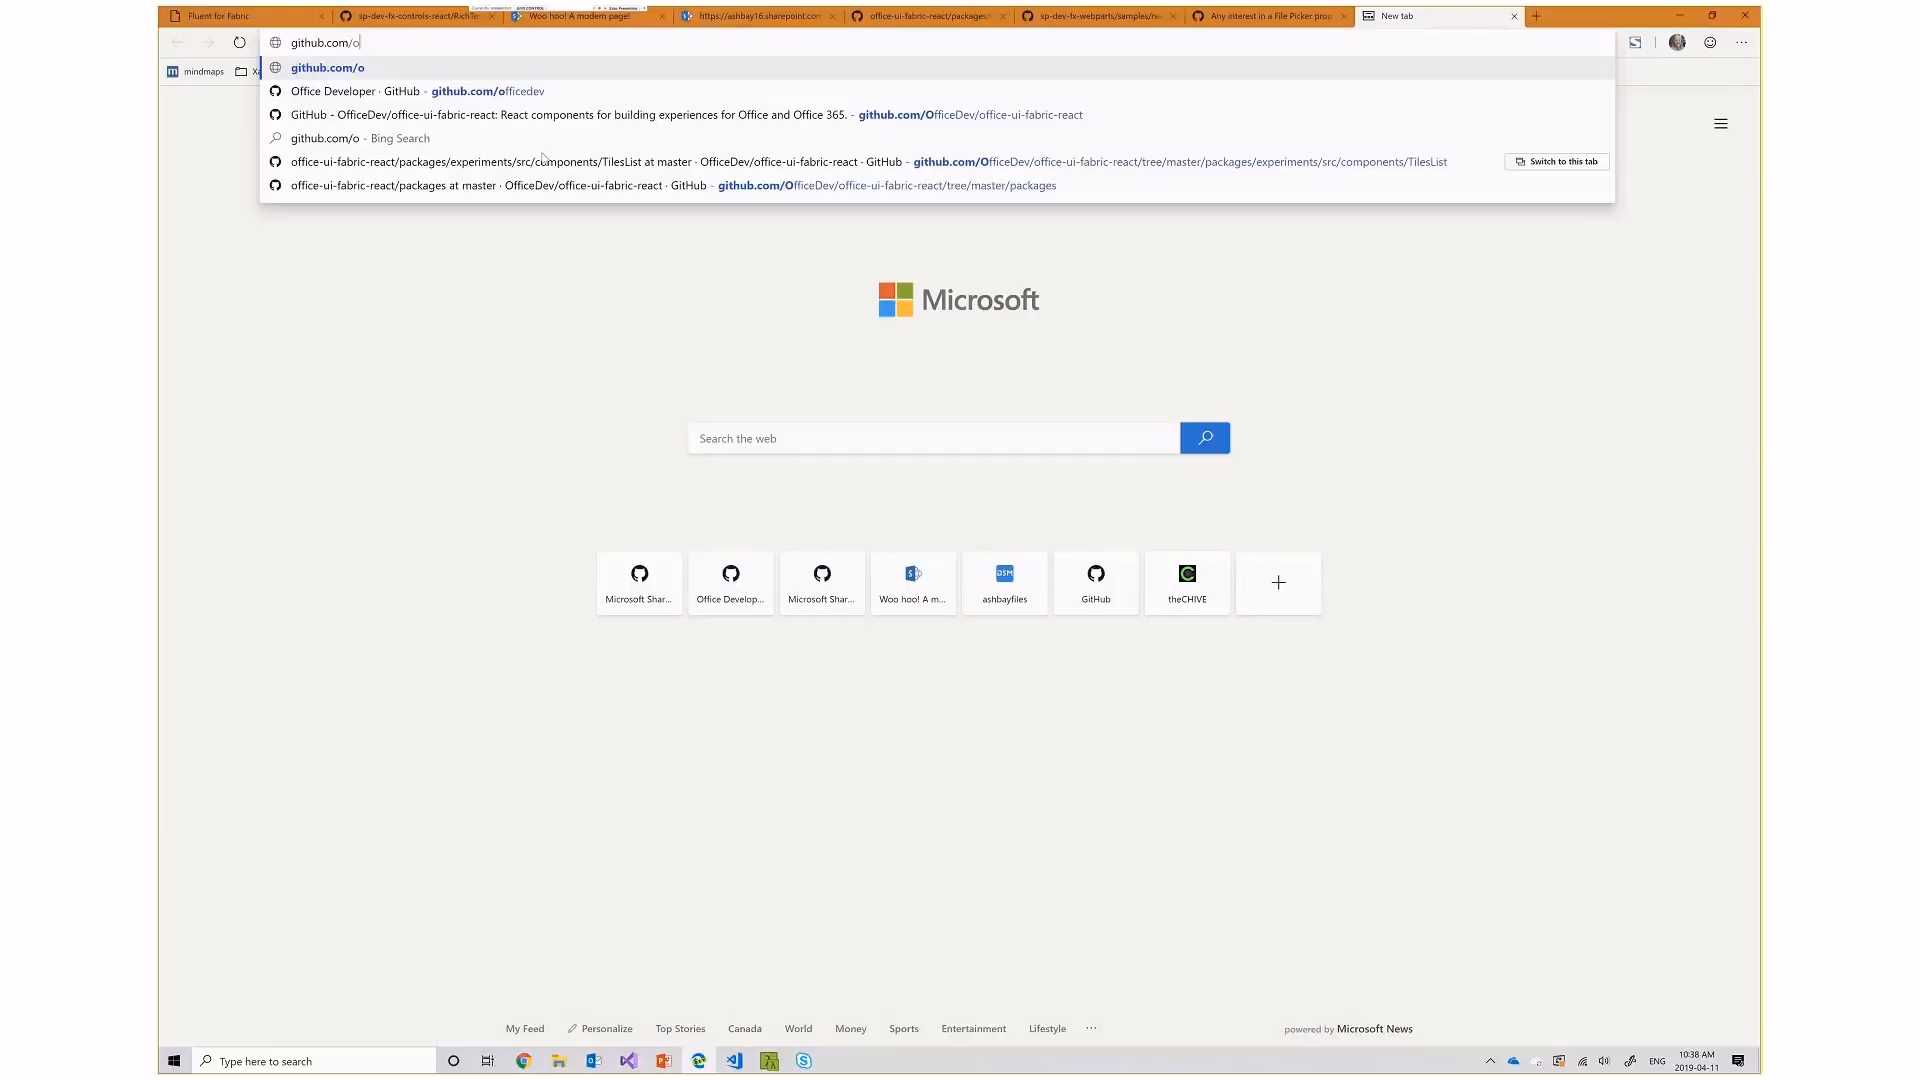 Fluent for Fabric
sp-dev-fx-controls-react/RichTe
Woo hoo! A modern page!
https://ashbay16.sharepoint.com
office-ui-fabric-react/packages/
sp-dev-fx-webparts/samples/re
Any interest in a File Picker prop
New tab
GIVE CONTROL
Stop Presenting
github.com/o
mindmaps
github.com/o
Office Developer · GitHub - github.com/officedev
GitHub - OfficeDev/office-ui-fabric-react: React components for building experiences for Office and Office 365. - github.com/OfficeDev/office-ui-fabric-react
github.com/o - Bing Search
office-ui-fabric-react/packages/experiments/src/components/TilesList at master · OfficeDev/office-ui-fabric-react · GitHub - github.com/OfficeDev/office-ui-fabric-react/tree/master/packages/experiments/src/components/TilesList
Switch to this tab
office-ui-fabric-react/packages at master · OfficeDev/office-ui-fabric-react · GitHub - github.com/OfficeDev/office-ui-fabric-react/tree/master/packages
Microsoft
Search the web
DSM
Microsoft Shar...
Office Develop...
Microsoft Shar...
Woo hoo! A m...
ashbayfiles
GitHub
theCHIVE
My Feed
Personalize
Top Stories
Canada
World
Money
Sports
Entertainment
Lifestyle
powered by Microsoft News
Type here to search
ENG
10:38 AM
2019-04-11